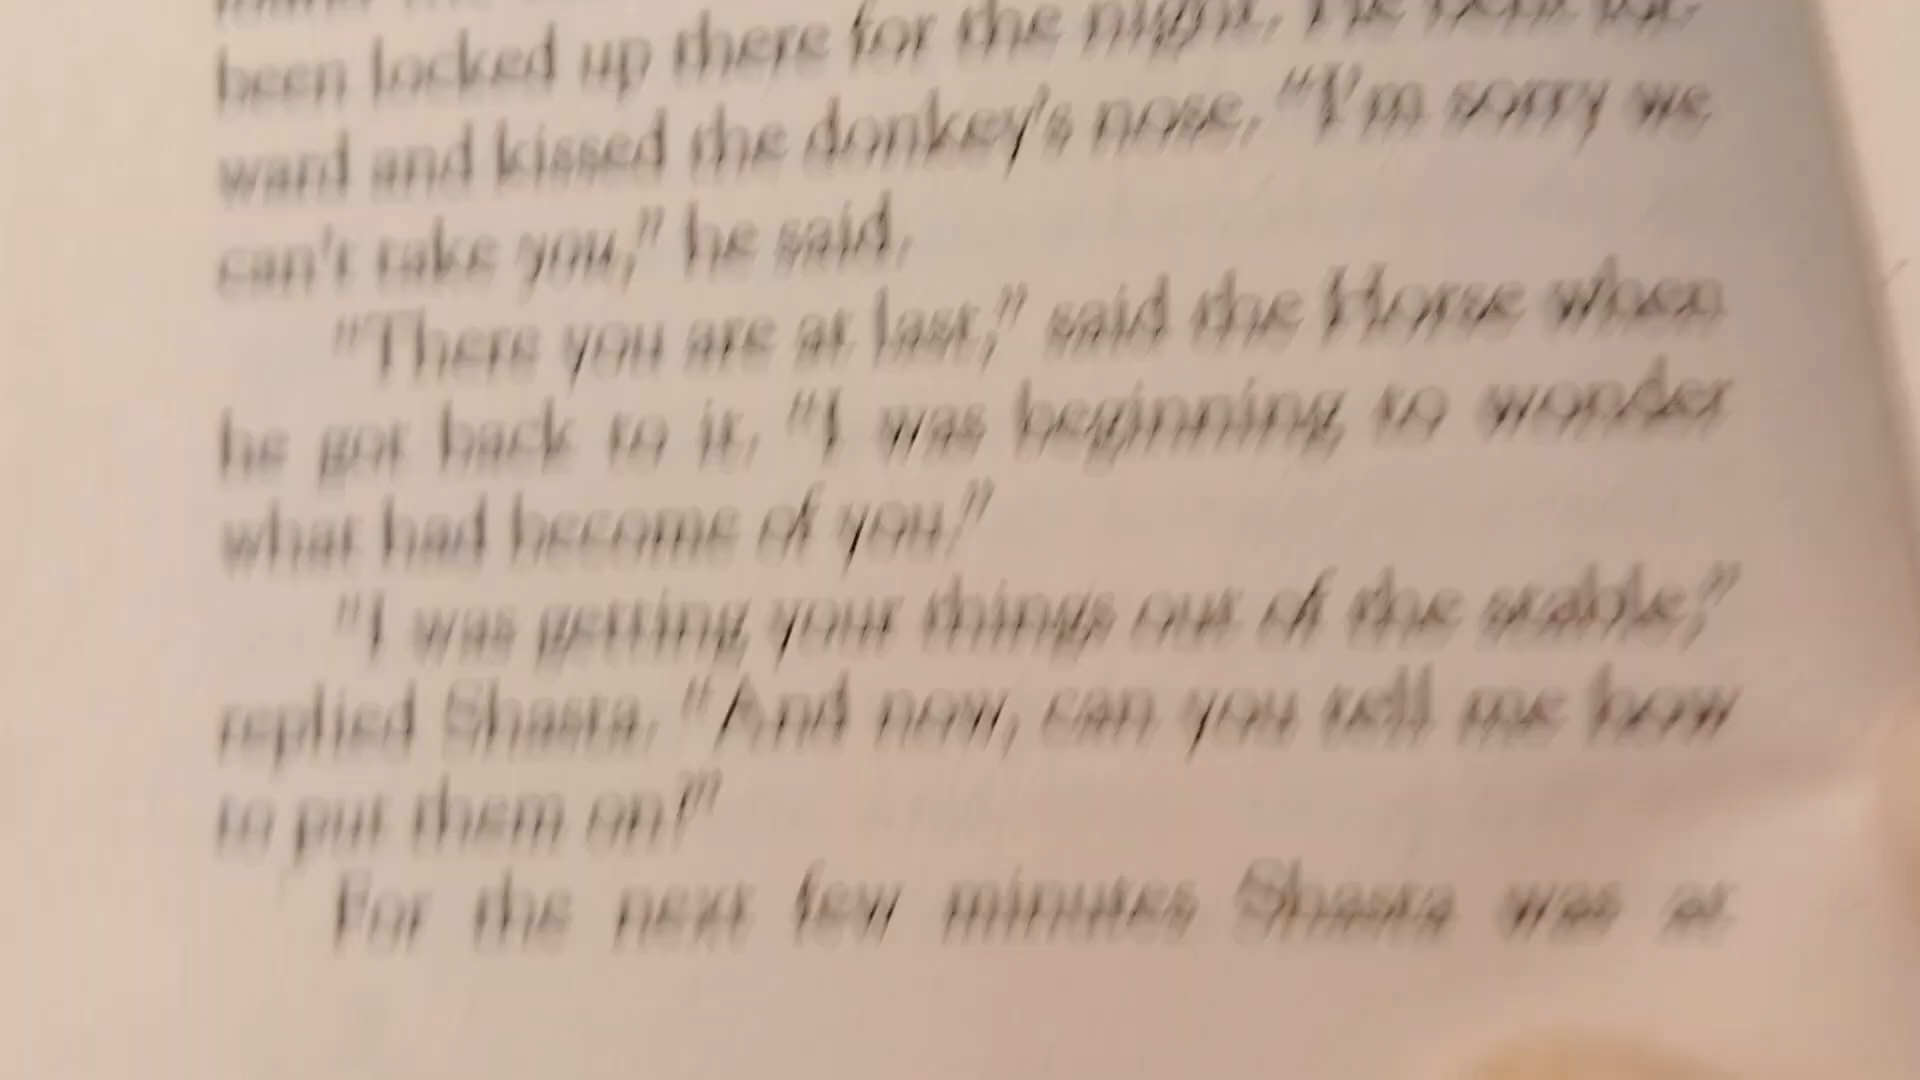 been locked up there for the night. He bent for-
ward and kissed the donkey's nose. "I'm sorry we
can't take you," he said.
"There you are at last," said the Horse when
he got back to it. "I was beginning to wonder
what had become of you."
"I was getting your things out of the stable,"
replied Shasta. "And now, can you tell me how
to put them on?"
For the next few minutes Shasta was at